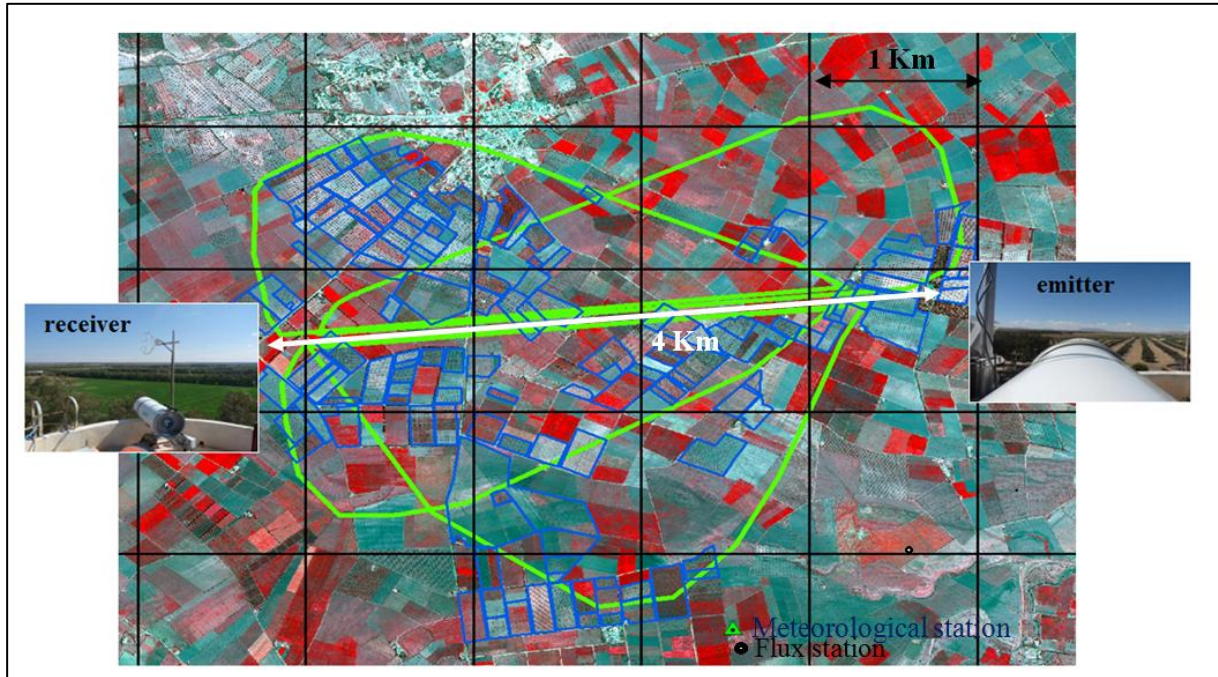 1 Km
receiver
emitter
4 Km
Meteorological station
Flux station